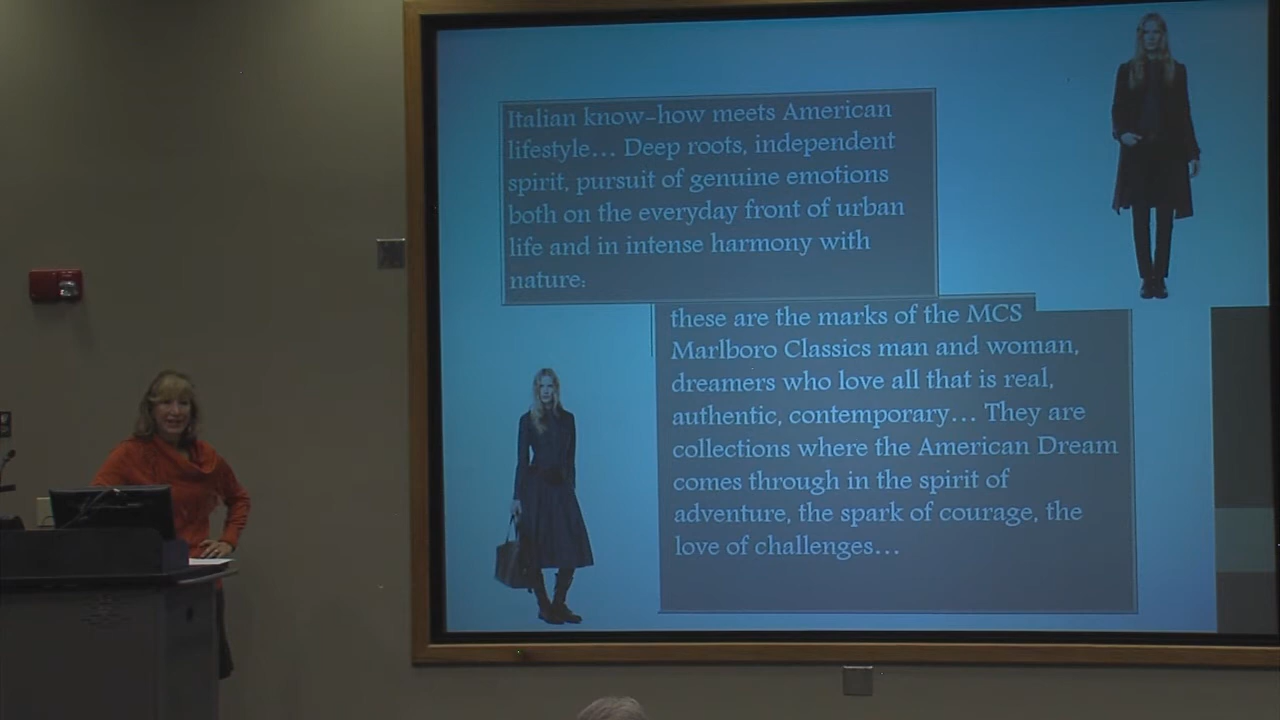 Italian know-how meets American
lifestyle... Deep roots, independent
spirit, pursuit of genuine emotions
both on the everyday front of urban
life and in intense harmony with
nature:
these are the marks of the MCS
Marlboro Classics man and woman,
dreamers who love all that is real,
authentic, contemporary... They are
collections where the American Dream
comes through in the spirit of
adventure, the spark of courage, the
love of challenges...